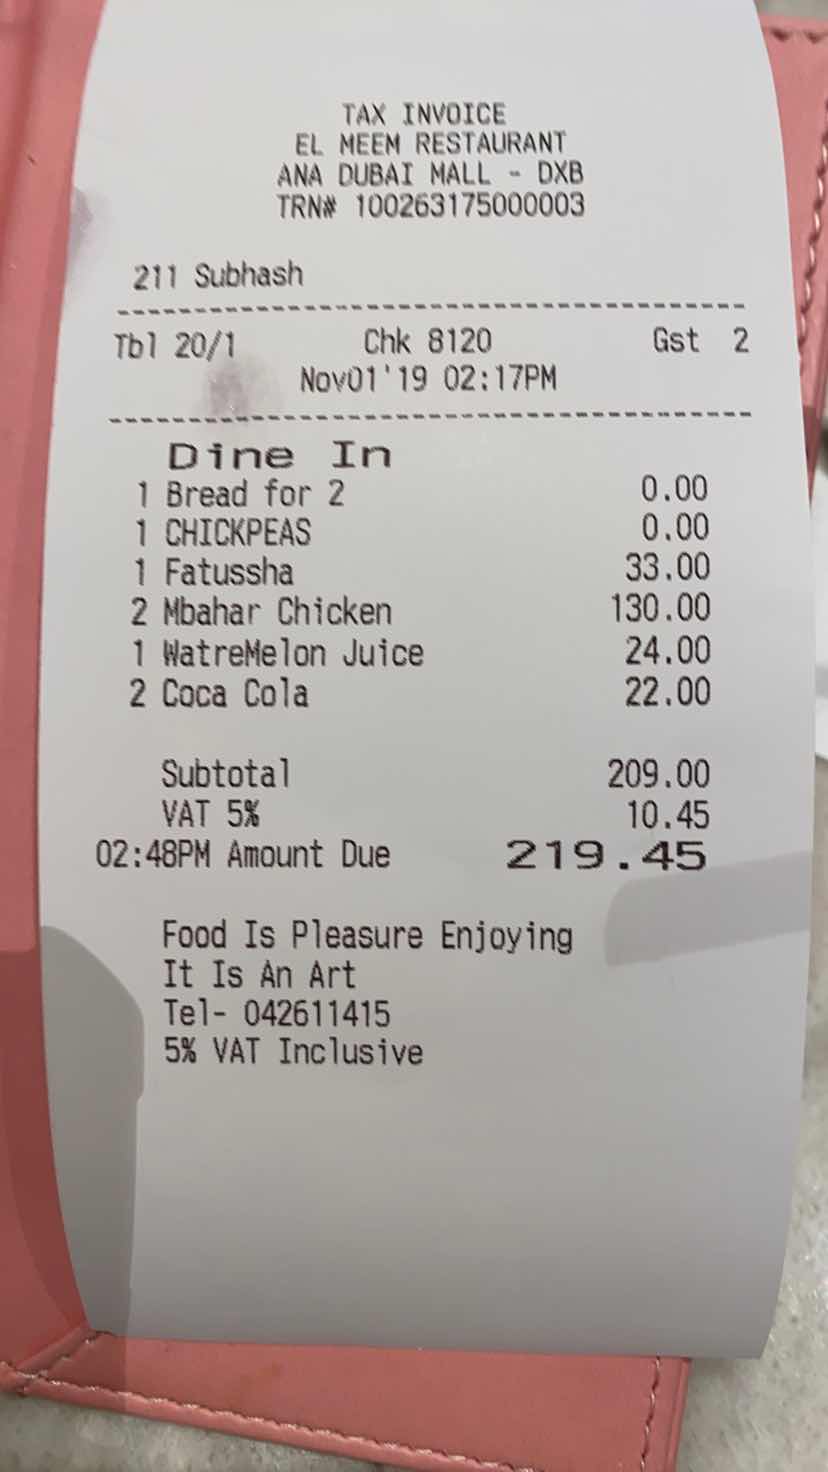 TAX INVOICE
EL MEEM RESTAURANT
ANA DUBAI MALL - DXB
TRN# 100263175000003
211 Subhash
Tbl 20/1 Chk 8120 Gst 2
Nov01'19 02:17PM
Dine In
1 Bread for 2 0.00
1 CHICKPEAS 0.00
1 Fatussha 33.00
2 Mbahar Chicken 130.00
1 WatreMelon Juice 24.00
2 Coca Cola 22.00
Subtotal 209.00
VAT 5% 10.45
02:48PM Amount Due 219.45
Food Is Pleasure Enjoying
It Is An Art
Tel- 042611415
5% VAT Inclusive